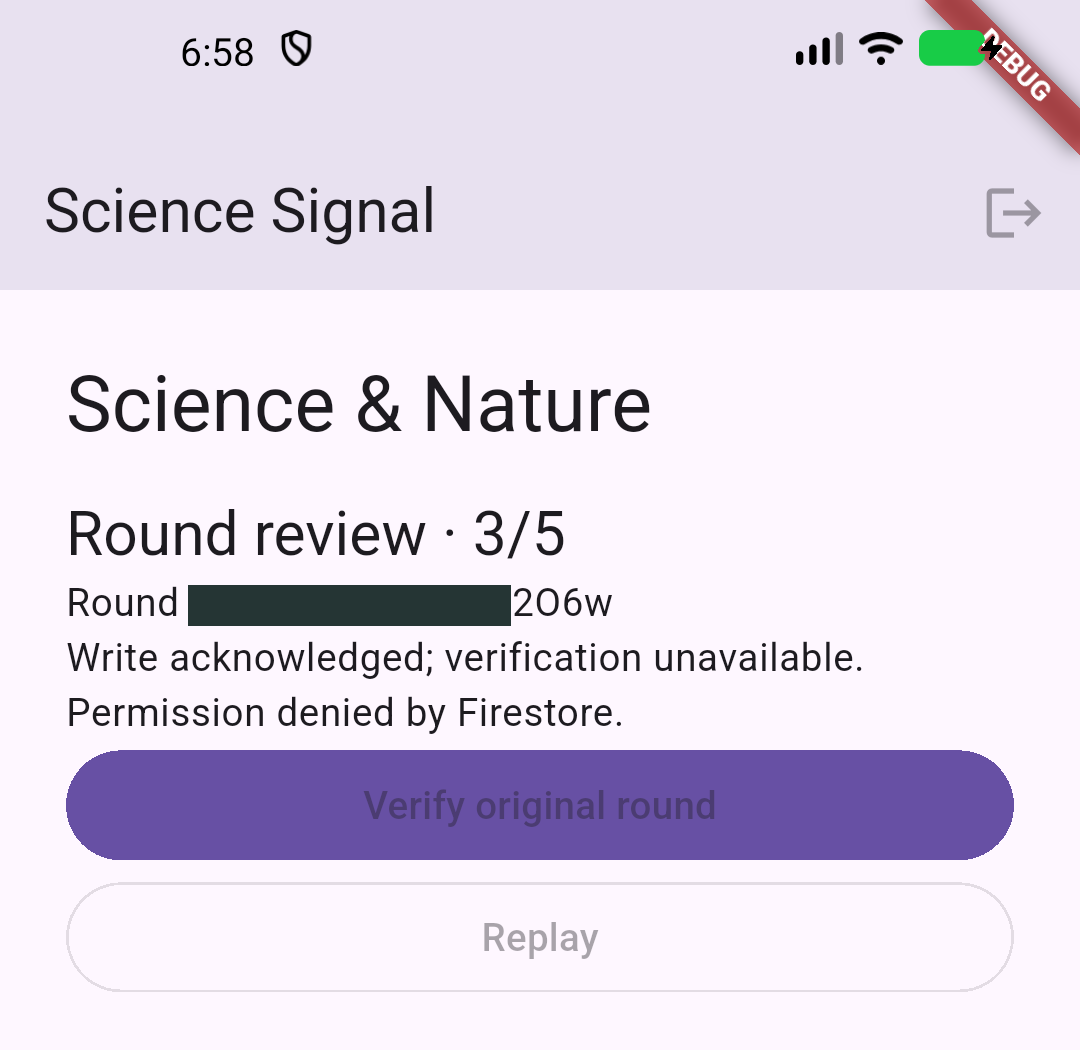 6:58
DEBUG
Science Signal
Science & Nature
Round review · 3/5
Round 2O6w
Write acknowledged; verification unavailable.
Permission denied by Firestore.
Verify original round
Replay